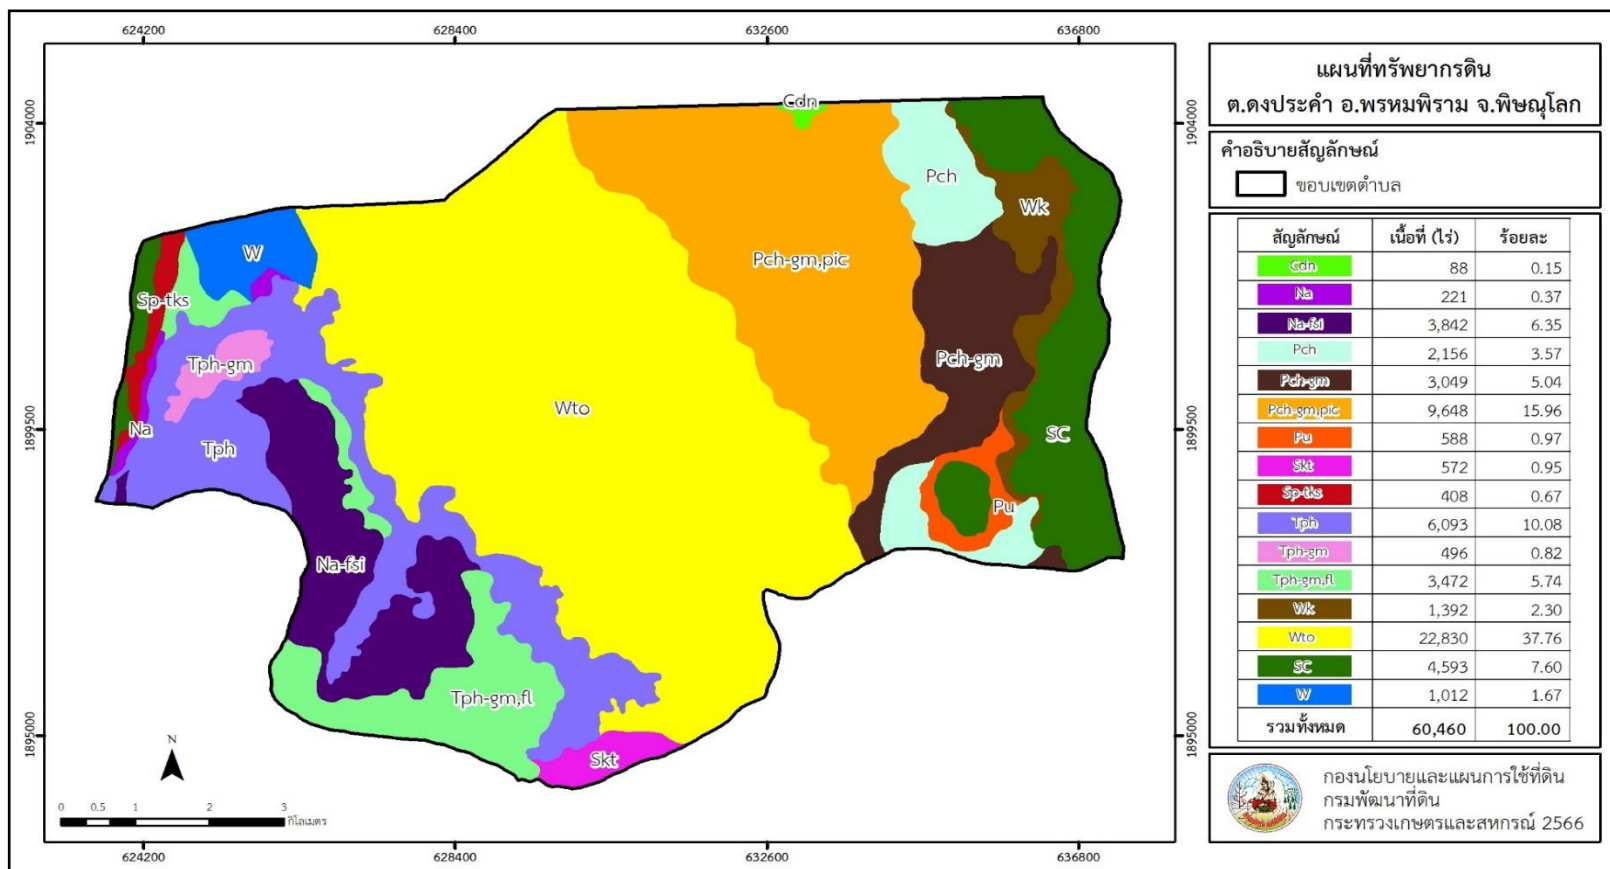 624200 628400 632600 636800
แผนที่ทรัพยากรดิน
ต.ดงประคำ อ.พรหมพิราม จ.พิษณุโลก
คำอธิบายสัญลักษณ์
ขอบเขตตำบล
สัญลักษณ์ เนื้อที่ (ไร่) ร้อยละ
Cdn 88 0.15
Na 221 0.37
Na-fsi 3,842 6.35
Pch 2,156 3.57
Pch-gm 3,049 5.04
Pch-gm,pic 9,648 15.96
Pu 588 0.97
Skt 572 0.95
Sp-tks 408 0.67
Tph 6,093 10.08
Tph-gm 496 0.82
Tph-gm,fl 3,472 5.74
Wk 1,392 2.30
Wto 22,830 37.76
SC 4,593 7.60
W 1,012 1.67
รวมทั้งหมด 60,460 100.00
กองนโยบายและแผนการใช้ที่ดิน
กรมพัฒนาที่ดิน
กระทรวงเกษตรและสหกรณ์ 2566
1904000
1904000
Cdn
Pch
Wk
W
Pch-gm,pic
Sp-tks
Tph-gm
Pch-gm
Wto
1899500
Na
SC
1899500
Tph
Pu
Na-fsi
Tph-gm,fl
1895000
1895000
Skt
N
0 0.5 1 2 3
กิโลเมตร
624200 628400 632600 636800